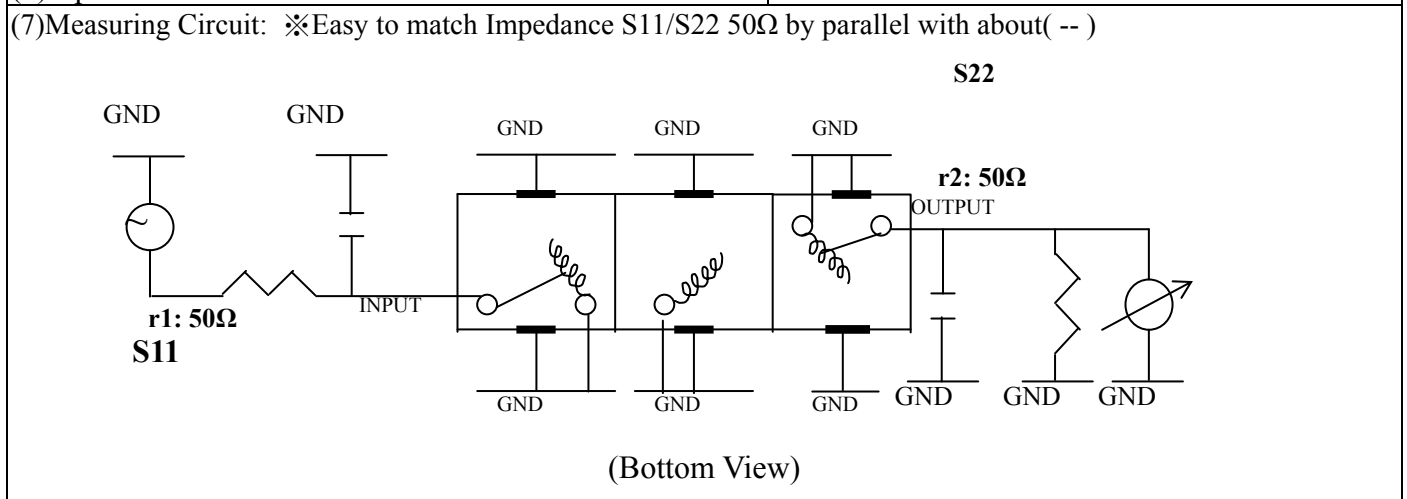 (7)Measuring Circuit: ※Easy to match Impedance S11/S22 50Ω by parallel with about( -- )
S22
GND GND GND GND GND
r2: 50Ω
OUTPUT
INPUT
r1: 50Ω
S11
GND GND GND GND GND GND
(Bottom View)